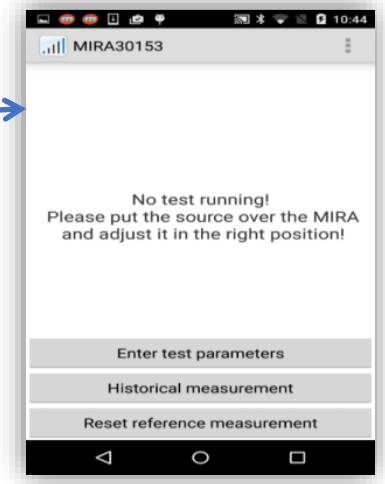 10:44
MIRA30153
No test running!
Please put the source over the MIRA
and adjust it in the right position!
Enter test parameters
Historical measurement
Reset reference measurement